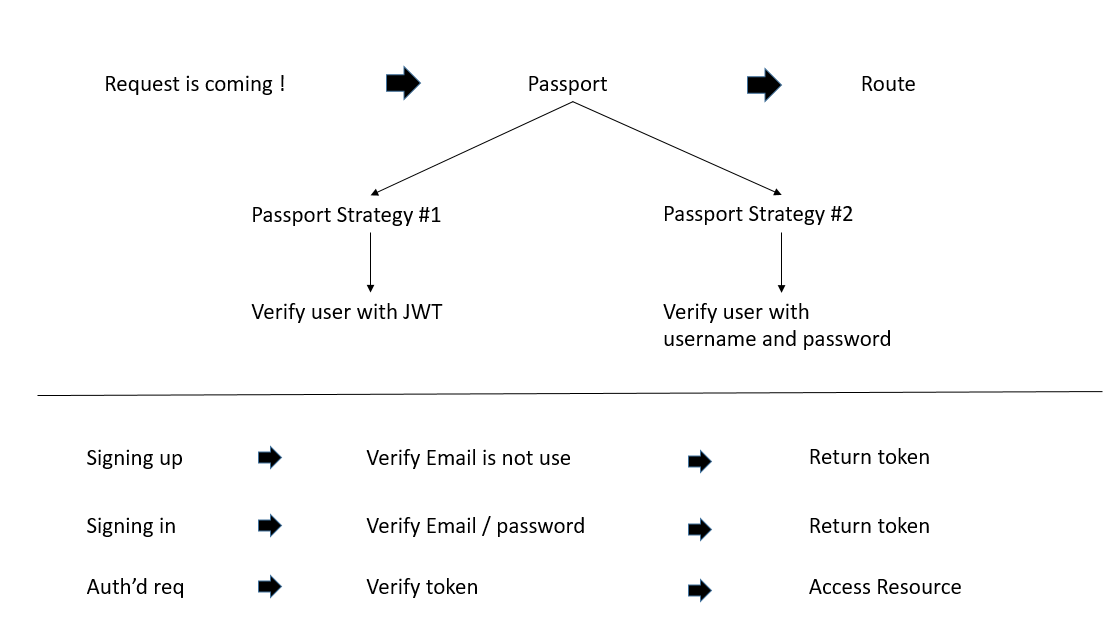 Request is coming !
Passport
Route
Passport Strategy #1
Passport Strategy #2
Verify user with JWT
Verify user with
username and password
Signing up
Verify Email is not use
Return token
Signing in
Verify Email / password
Return token
Auth’d req
Verify token
Access Resource